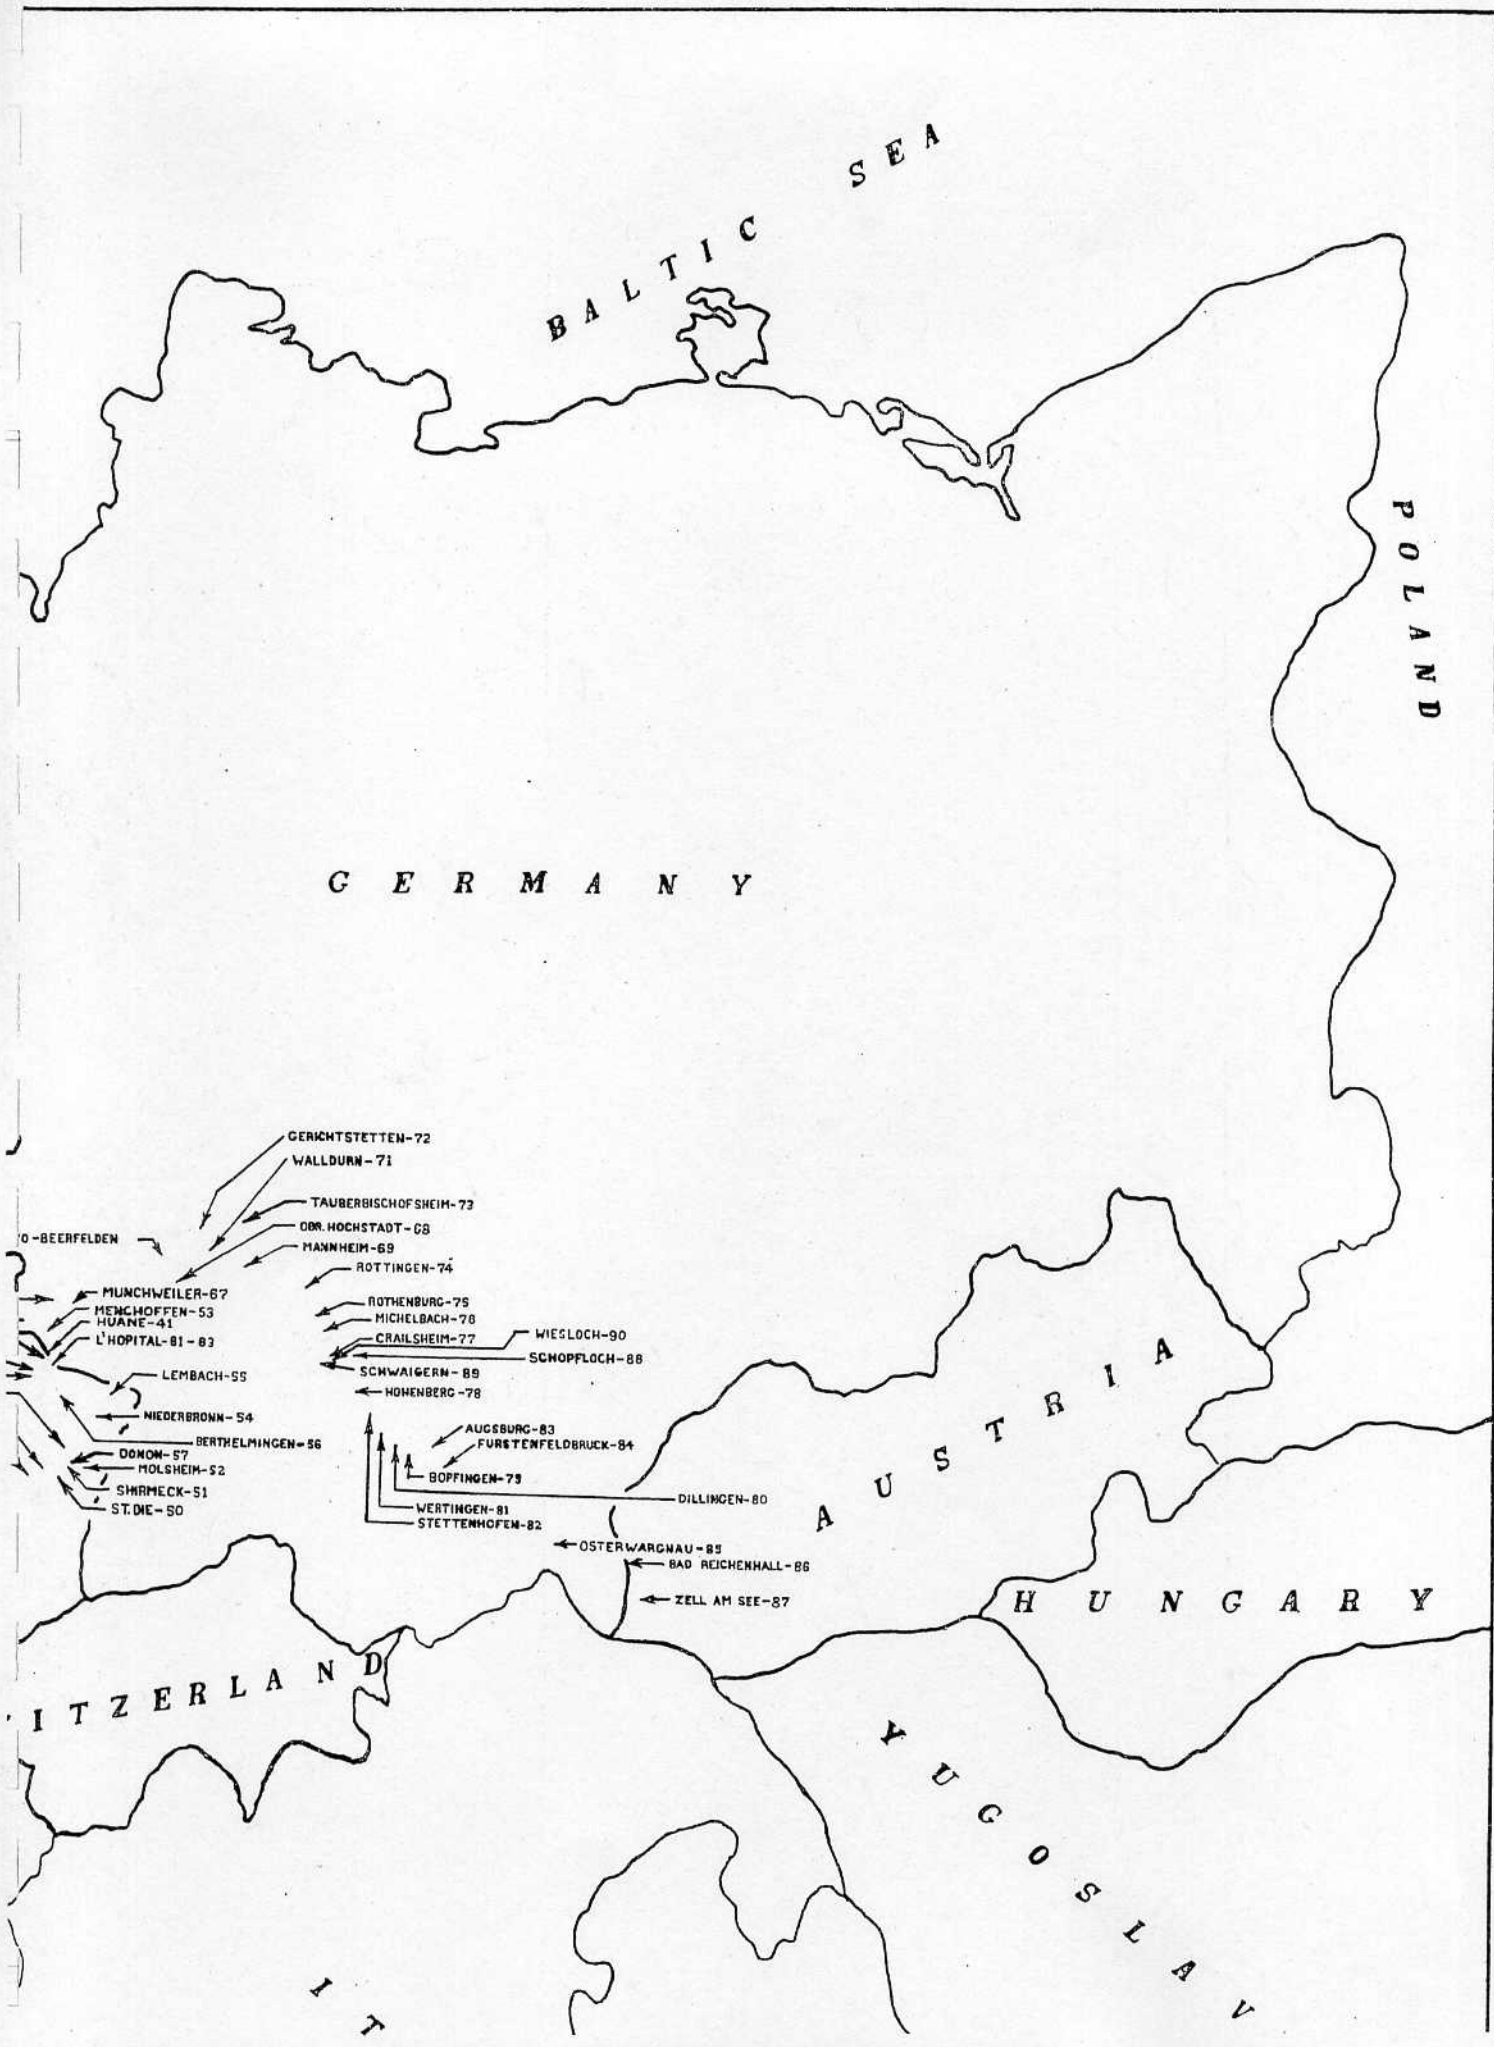 BALTIC SEA
POLAND
GERMANY
GERICHTSTETTEN-72
WALLDURN-71
TAUBERBISCHOFSHEIM-73
OBR. HOCHSTADT-68
O-BEERFELDEN
MANNHEIM-69
ROTTINGEN-74
MUNCHWEILER-67
ROTHENBURG-75
MENCHOFFEN-53
MICHELBACH-76
HUANE-41
WIESLOCH-90
L'HOPITAL-61-63
CRAILSHEIM-77
SCHOPFLOCH-88
LEMBACH-55
SCHWAIGERN-89
HOHENBERG-78
NIEDERBRONN-54
AUGSBURG-83
BERTHELMINGEN-56
FURSTENFELDBRUCK-84
DONON-57
MOLSHEIM-52
BOPFINGEN-79
SHIRMECK-51
DILLINGEN-80
ST. DIE-50
WERTINGEN-81
STETTENHOFEN-82
OSTERWARGNAU-85
BAD REICHENHALL-86
ZELL AM SEE-87
AUSTRIA
HUNGARY
ITZERLAND
YUGOSLAV
IT